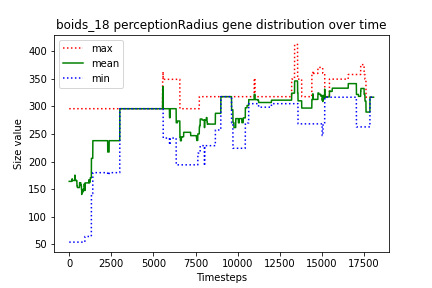 boids_18 perceptionRadius gene distribution over time
max
mean
min
Size value
400
350
300
250
200
150
100
50
0
2500
5000
7500
10000
12500
15000
17500
Timesteps